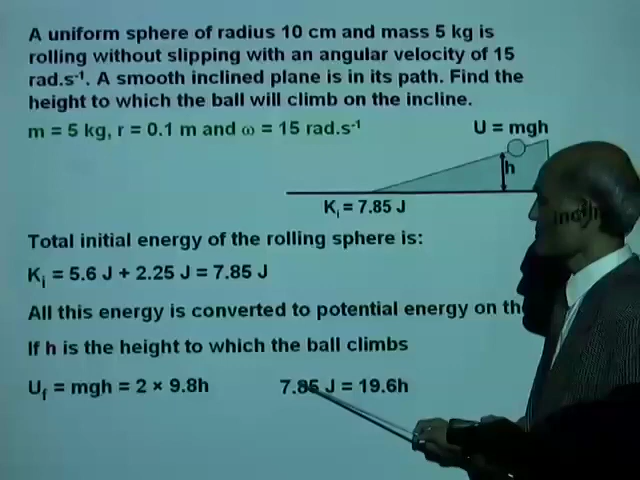 A uniform sphere of radius 10 cm and mass 5 kg is
rolling without slipping with an angular velocity of 15
rad.s⁻¹. A smooth inclined plane is in its path. Find the
height to which the ball will climb on the incline.
m = 5 kg, r = 0.1 m and ω = 15 rad.s⁻¹
U = mgh
h
Kᵢ = 7.85 J
Total initial energy of the rolling sphere is:
Kᵢ = 5.6 J + 2.25 J = 7.85 J
All this energy is converted to potential energy on
If h is the height to which the ball climbs
U_f = mgh = 2 × 9.8h
7.85 J = 19.6h